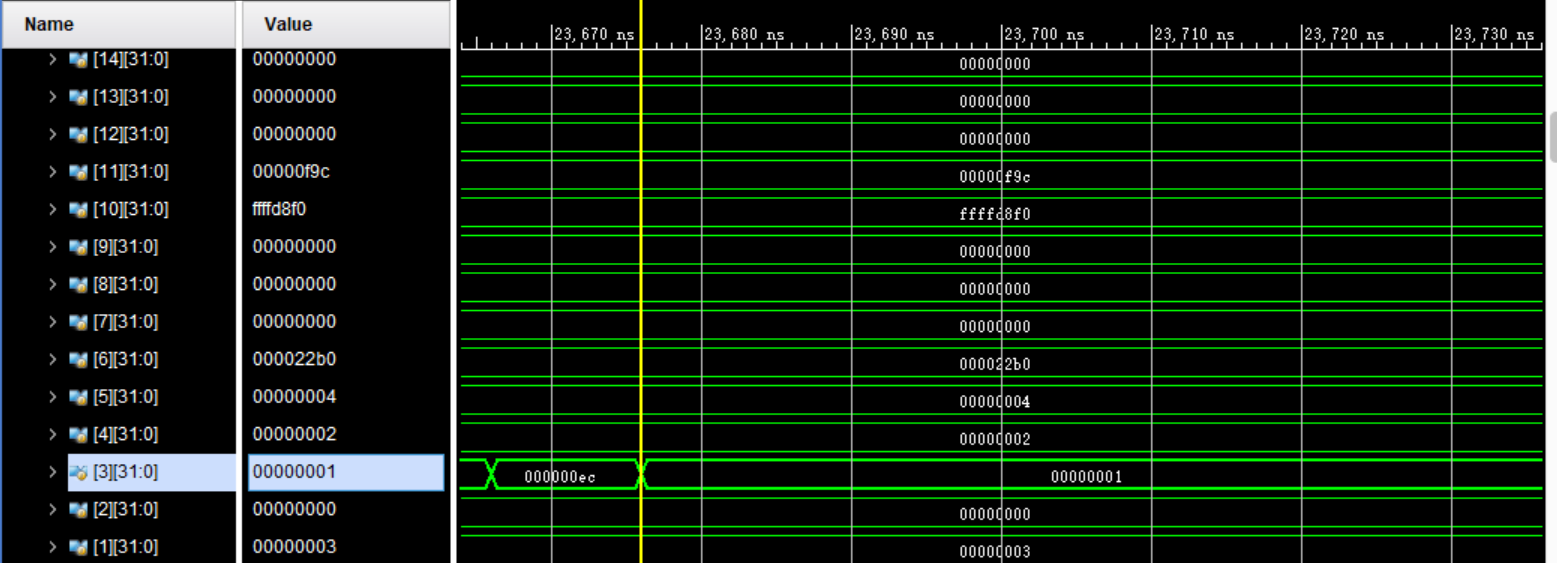 Name Value 23,670 ns 23,680 ns 23,690 ns 23,700 ns 23,710 ns 23,720 ns 23,730 ns
[14][31:0] 00000000 00000000
[13][31:0] 00000000 00000000
[12][31:0] 00000000 00000000
[11][31:0] 00000f9c 00000f9c
[10][31:0] ffffd8f0 ffffd8f0
[9][31:0] 00000000 00000000
[8][31:0] 00000000 00000000
[7][31:0] 00000000 00000000
[6][31:0] 000022b0 000022b0
[5][31:0] 00000004 00000004
[4][31:0] 00000002 00000002
[3][31:0] 00000001 000000ec 00000001
[2][31:0] 00000000 00000000
[1][31:0] 00000003 00000003